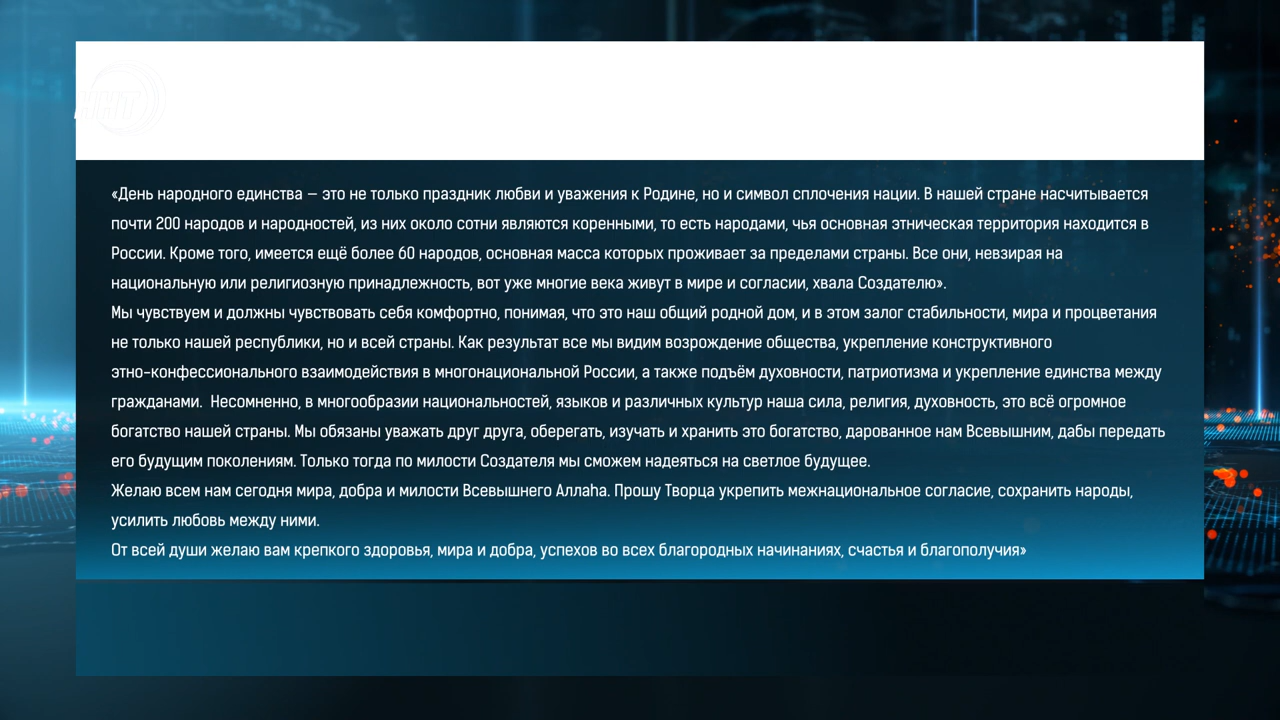 ННТ
«День народного единства – это не только праздник любви и уважения к Родине, но и символ сплочения нации. В нашей стране насчитывается
почти 200 народов и народностей, из них около сотни являются коренными, то есть народами, чья основная этническая территория находится в
России. Кроме того, имеется ещё более 60 народов, основная масса которых проживает за пределами страны. Все они, невзирая на
национальную или религиозную принадлежность, вот уже многие века живут в мире и согласии, хвала Создателю».
Мы чувствуем и должны чувствовать себя комфортно, понимая, что это наш общий родной дом, и в этом залог стабильности, мира и процветания
не только нашей республики, но и всей страны. Как результат все мы видим возрождение общества, укрепление конструктивного
этно-конфессионального взаимодействия в многонациональной России, а также подъём духовности, патриотизма и укрепление единства между
гражданами.  Несомненно, в многообразии национальностей, языков и различных культур наша сила, религия, духовность, это всё огромное
богатство нашей страны. Мы обязаны уважать друг друга, оберегать, изучать и хранить это богатство, дарованное нам Всевышним, дабы передать
его будущим поколениям. Только тогда по милости Создателя мы сможем надеяться на светлое будущее.
Желаю всем нам сегодня мира, добра и милости Всевышнего Аллаhа. Прошу Творца укрепить межнациональное согласие, сохранить народы,
усилить любовь между ними.
От всей души желаю вам крепкого здоровья, мира и добра, успехов во всех благородных начинаниях, счастья и благополучия»